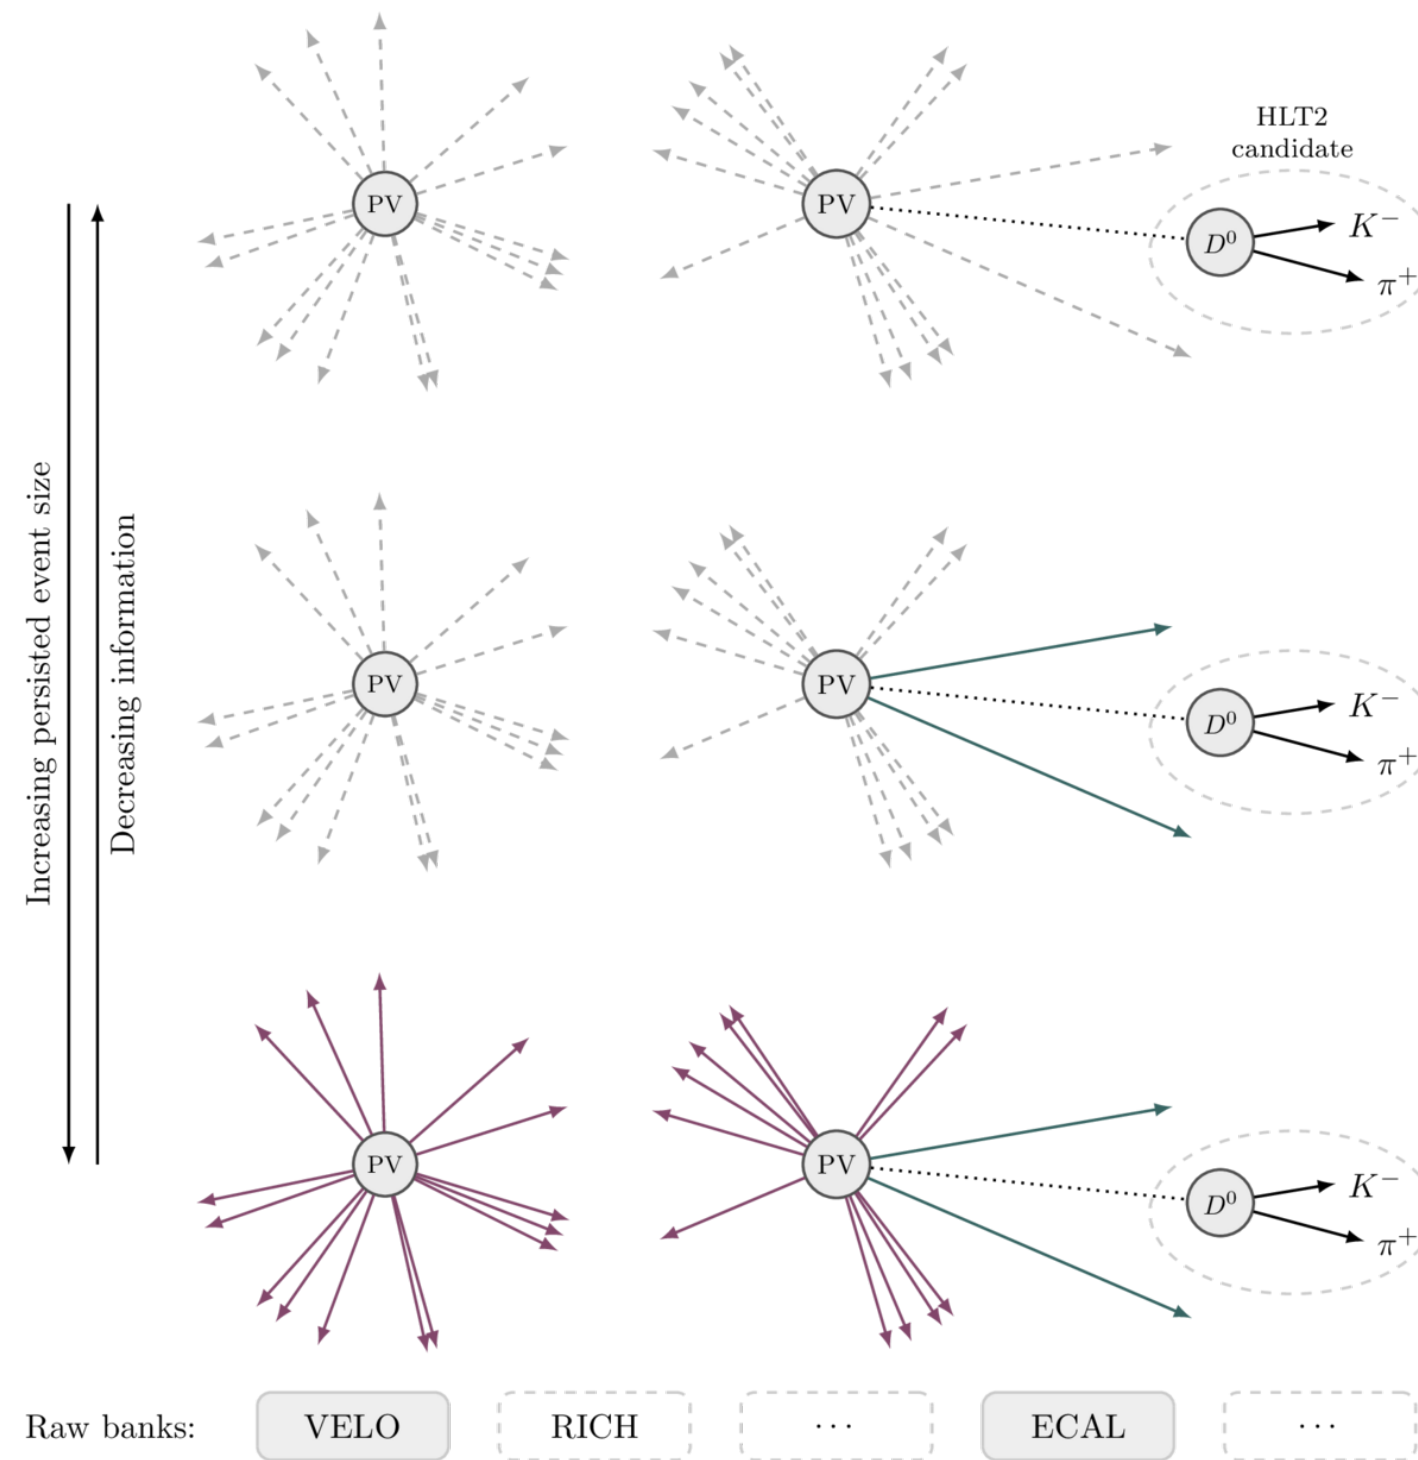 HLT2
candidate
PV
PV
D⁰
K⁻
π⁺
Increasing persisted event size
Decreasing information
PV
PV
D⁰
K⁻
π⁺
PV
PV
D⁰
K⁻
π⁺
Raw banks:
VELO
RICH
...
ECAL
...